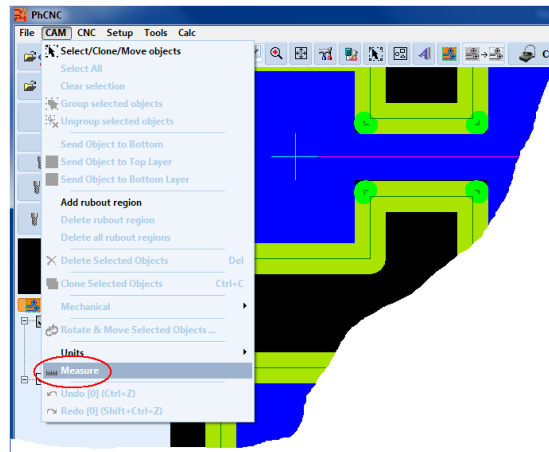 PhCNC
File CAM CNC Setup Tools Calc
Select/Clone/Move objects
Select All
Clear selection
Group selected objects
Ungroup selected objects
Send Object to Bottom
Send Object to Top Layer
Send Object to Bottom Layer
Add rubout region
Delete rubout region
Delete all rubout regions
Delete Selected Objects Del
Clone Selected Objects Ctrl+C
Mechanical
Rotate & Move Selected Objects ...
Units
Measure
Undo [0] (Ctrl+Z)
Redo [0] (Shift+Ctrl+Z)